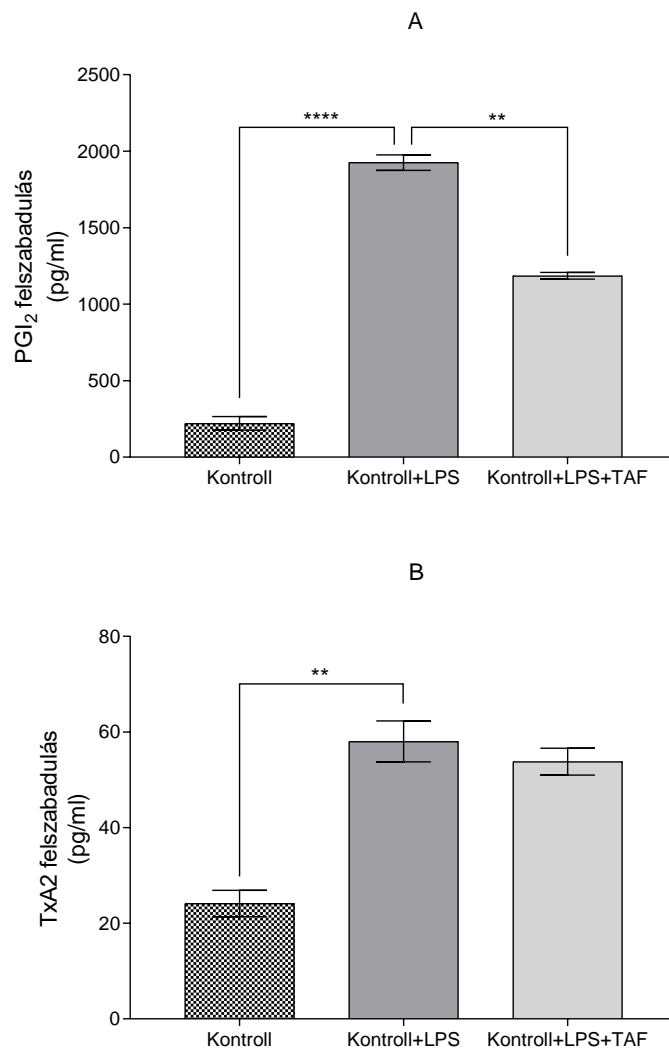 A
2500
2000
1500
1000
500
0
PGI₂ felszabadulás
(pg/ml)
****
**
Kontroll
Kontroll+LPS
Kontroll+LPS+TAF
B
80
60
40
20
0
TxA2 felszabadulás
(pg/ml)
**
Kontroll
Kontroll+LPS
Kontroll+LPS+TAF